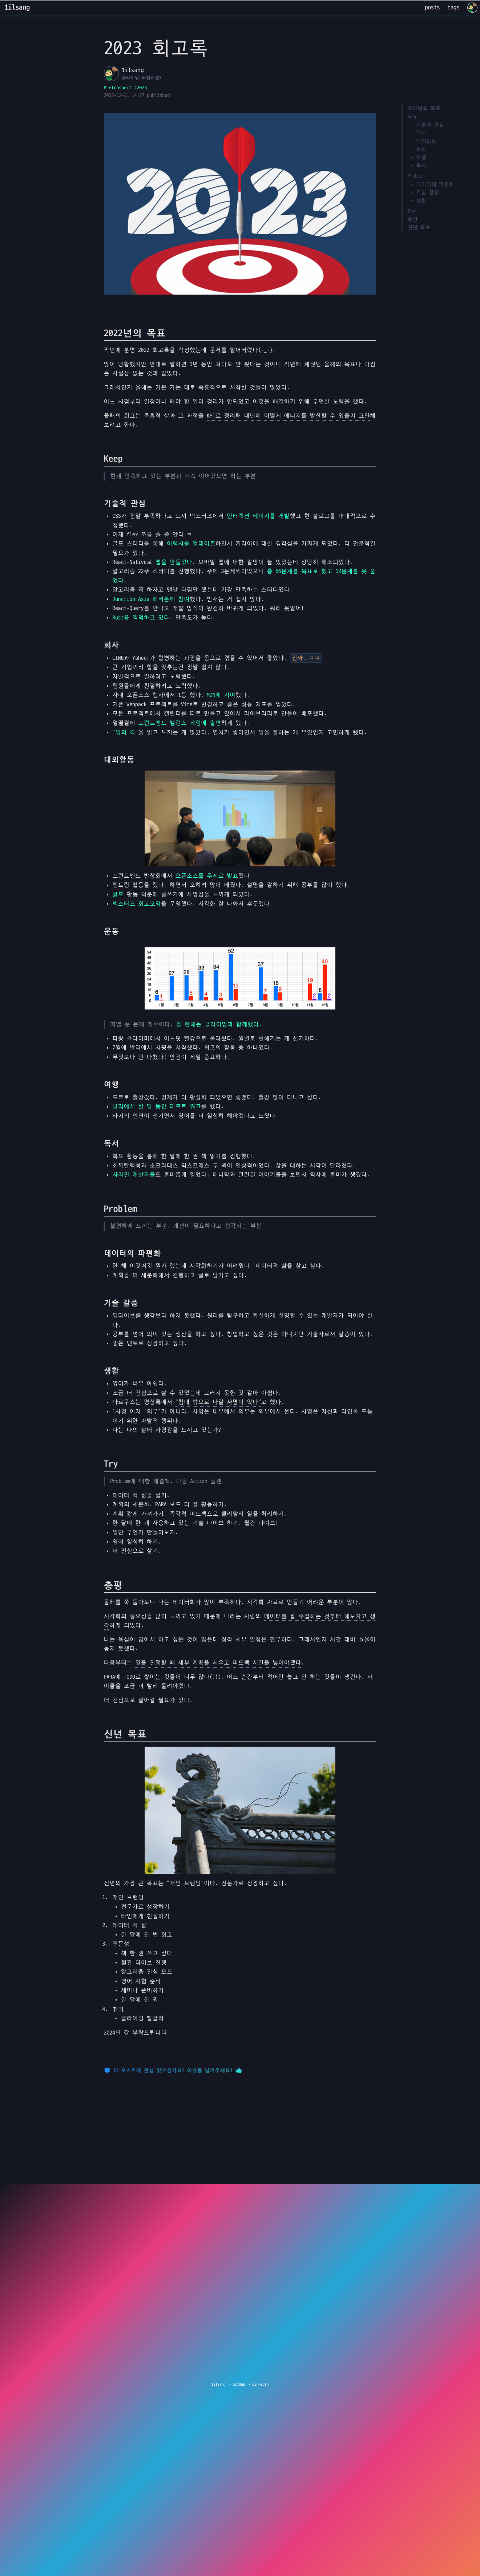 1ilsang
posts tags
2023 회고록
1ilsang
클라이밍 하실래염?
#retrospect #2023
2023-12-31 14:27 published
2022년의 목표
Keep
- 기술적 관심
- 회사
- 대외활동
- 운동
- 여행
- 독서
Problem
- 데이터의 파편화
- 기술 갈증
- 생활
Try
총평
신년 목표
2023
2022년의 목표
작년에 분명 2022 회고록을 작성했는데 문서를 잃어버렸다(-_-).
많이 당황했지만 반대로 말하면 1년 동안 쳐다도 안 봤다는 것이니 작년에 세웠던 올해의 목표나 다짐
은 사실상 없는 것과 같았다.
그래서인지 올해는 기분 가는 대로 즉흥적으로 시작한 것들이 많았다.
어느 시점부터 일정이나 해야 할 일이 정리가 안되었고 이것을 해결하기 위해 무던한 노력을 했다.
올해의 회고는 즉흥적 삶과 그 과정을 KPT로 정리해 내년에 어떻게 에너지를 발산할 수 있을지 고민해
보려고 한다.
Keep
현재 만족하고 있는 부분과 계속 이어갔으면 하는 부분
기술적 관심
• CSS가 정말 부족하다고 느껴 넥스터즈에서 인터랙션 페이지를 개발했고 현 블로그를 대대적으로 수
정했다.
• 이제 flex 쪼끔 쓸 줄 안다 ㅋ
• 글또 스터디를 통해 이력서를 업데이트하면서 커리어에 대한 경각심을 가지게 되었다. 더 전문적일
필요가 있다.
• React-Native로 앱을 만들었다. 모바일 앱에 대한 갈망이 늘 있었는데 상당히 해소되었다.
• 알고리즘 22주 스터디를 진행했다. 주에 3문제씩이었으니 총 66문제를 목표로 했고 12문제를 못 풀
었다.
• 알고리즘 꼭 하자고 맨날 다짐만 했는데 가장 만족하는 스터디였다.
• Junction Asia 해커톤에 참여했다. 밤새는 거 쉽지 않다.
• React-Query를 만나고 개발 방식이 완전히 바뀌게 되었다. 쿼리 못잃어!
• Rust를 찍먹하고 있다. 만족도가 높다.
회사
• LINE과 Yahoo!가 합병하는 과정을 몸으로 겪을 수 있어서 좋았다. 진짜..ㅋㅋ
• 큰 기업끼리 합을 맞추는건 정말 쉽지 않다.
• 자발적으로 일하려고 노력했다.
• 팀원들에게 친절하려고 노력했다.
• 사내 오픈소스 행사에서 1등 했다. MDN에 기여했다.
• 기존 Webpack 프로젝트를 Vite로 변경하고 좋은 성능 지표를 얻었다.
• 모든 프로젝트에서 캘린더를 따로 만들고 있어서 라이브러리로 만들어 배포했다.
• 얼떨결에 프런트엔드 밸런스 게임에 출연하게 됐다.
• "일의 격"을 읽고 느끼는 게 많았다. 연차가 쌓이면서 일을 잘하는 게 무엇인지 고민하게 됐다.
대외활동
• 프런트엔드 반상회에서 오픈소스를 주제로 발표했다.
• 멘토링 활동을 했다. 하면서 오히려 많이 배웠다. 설명을 잘하기 위해 공부를 많이 했다.
• 글또 활동 덕분에 글쓰기에 사명감을 느끼게 되었다.
• 넥스터즈 회고모임을 운영했다. 시각화 잘 나와서 뿌듯했다.
운동
띠별 푼 문제 개수이다. 올 한해는 클라이밍과 함께했다.
• 파랑 클라이머에서 어느덧 빨강으로 올라왔다. 월별로 변해가는 게 신기하다.
• 7월에 발리에서 서핑을 시작했다. 최고의 활동 중 하나였다.
• 무엇보다 안 다쳤다! 안전이 제일 중요하다.
여행
• 도쿄로 출장갔다. 경제가 더 활성화 되었으면 좋겠다. 출장 많이 다니고 싶다.
• 발리에서 한 달 동안 리모트 워크를 했다.
• 타지의 인연이 생기면서 영어를 더 열심히 해야겠다고 느꼈다.
독서
• 북또 활동을 통해 한 달에 한 권 책 읽기를 진행했다.
• 회복탄력성과 소크라테스 익스프레스 두 책이 인상적이었다. 삶을 대하는 시각이 달라졌다.
• 사라진 개발자들도 흥미롭게 읽었다. 에니악과 관련된 이야기들을 보면서 역사에 흥미가 생겼다.
Problem
불편하게 느끼는 부분. 개선이 필요하다고 생각되는 부분
데이터의 파편화
• 한 해 이것저것 뭔가 했는데 시각화하기가 어려웠다. 데이터적 삶을 살고 싶다.
• 계획을 더 세분화해서 진행하고 글로 남기고 싶다.
기술 갈증
• 딥다이브를 생각보다 하지 못했다. 원리를 탐구하고 확실하게 설명할 수 있는 개발자가 되어야 한
다.
• 공부를 넘어 의미 있는 생산을 하고 싶다. 창업하고 싶은 것은 아니지만 기술자로서 갈증이 있다.
• 좋은 멘토로 성장하고 싶다.
생활
• 영어가 너무 아쉽다.
• 조금 더 진심으로 살 수 있었는데 그러지 못한 것 같아 아쉽다.
• 마르쿠스는 명상록에서 "침대 밖으로 나갈 사명이 있다"고 했다.
• '사명'이지 '의무'가 아니다. 사명은 내부에서 의무는 외부에서 온다. 사명은 자신과 타인을 드높
이기 위한 자발적 행위다.
• 나는 나의 삶에 사명감을 느끼고 있는가?
Try
Problem에 대한 해결책. 다음 Action 플랜
• 데이터 적 삶을 살기.
• 계획의 세분화. PARA 보드 더 잘 활용하기.
• 계획 짧게 가져가기. 즉각적 피드백으로 빨리빨리 일을 처리하기.
• 한 달에 한 개 사용하고 있는 기술 다이브 하기. 월간 다이브!
• 일단 무언가 만들어보기.
• 영어 열심히 하기.
• 더 진심으로 살기.
총평
올해를 쭉 돌아보니 나는 데이터화가 많이 부족하다. 시각화 자료로 만들기 어려운 부분이 많다.
시각화의 중요성을 많이 느끼고 있기 때문에 나라는 사람의 데이터를 잘 수집하는 것부터 해보자고 생
각하게 되었다.
나는 욕심이 많아서 하고 싶은 것이 많은데 정작 세부 일정은 전무하다. 그래서인지 시간 대비 효율이
높지 못했다.
다음부터는 일을 진행할 때 세부 계획을 세우고 피드백 시간을 넣어야겠다.
PARA에 TODO로 쌓이는 것들이 너무 많다(!!). 어느 순간부터 적어만 놓고 안 하는 것들이 생긴다. 사
이클을 조금 더 빨리 돌려야겠다.
더 진심으로 살아갈 필요가 있다.
신년 목표
신년의 가장 큰 목표는 "개인 브랜딩"이다. 전문가로 성장하고 싶다.
1. 개인 브랜딩
• 전문가로 성장하기
• 타인에게 친절하기
2. 데이터 적 삶
• 한 달에 한 번 회고
3. 전문성
• 책 한 권 쓰고 싶다
• 월간 다이브 진행
• 알고리즘 진심 모드
• 영어 시험 준비
• 세미나 준비하기
• 한 달에 한 권
4. 취미
• 클라이밍 빨클러
2024년 잘 부탁드립니다.
이 포스트에 관심 있으신가요? 이슈를 남겨주세요!
1ilsang - GitHub - LinkedIn